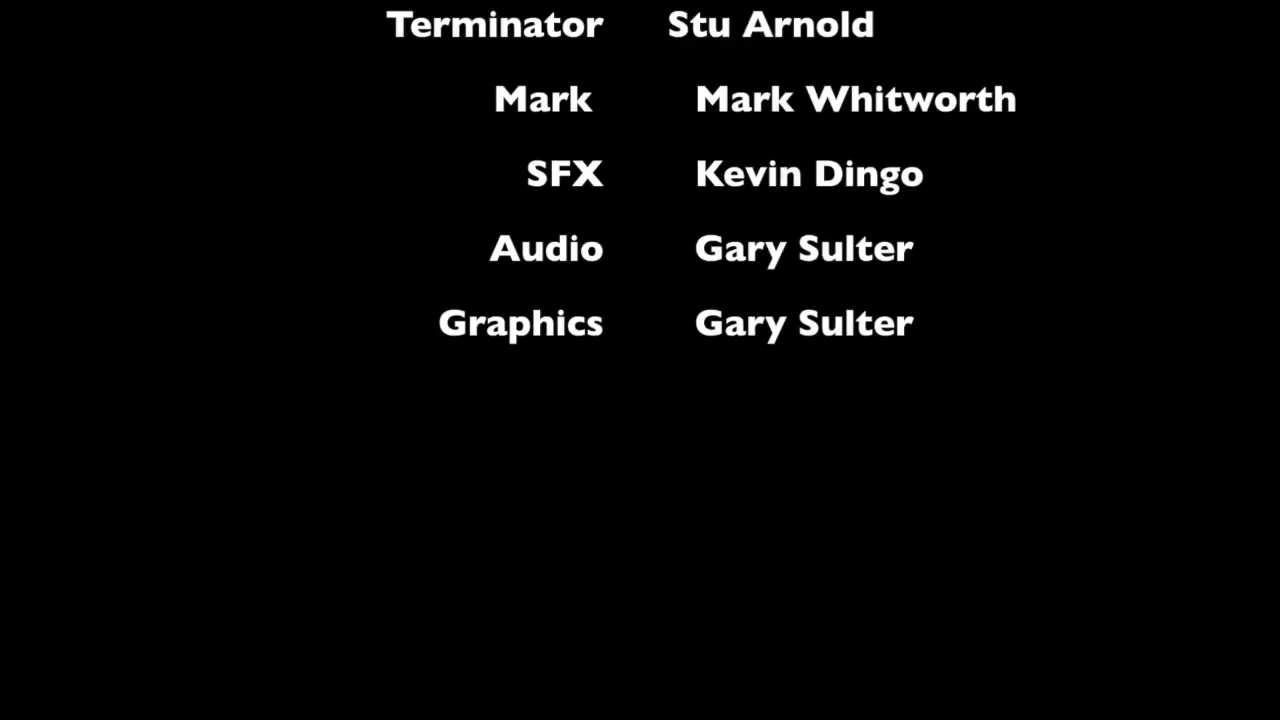 Terminator Stu Arnold
Mark Mark Whitworth
SFX Kevin Dingo
Audio Gary Sulter
Graphics Gary Sulter